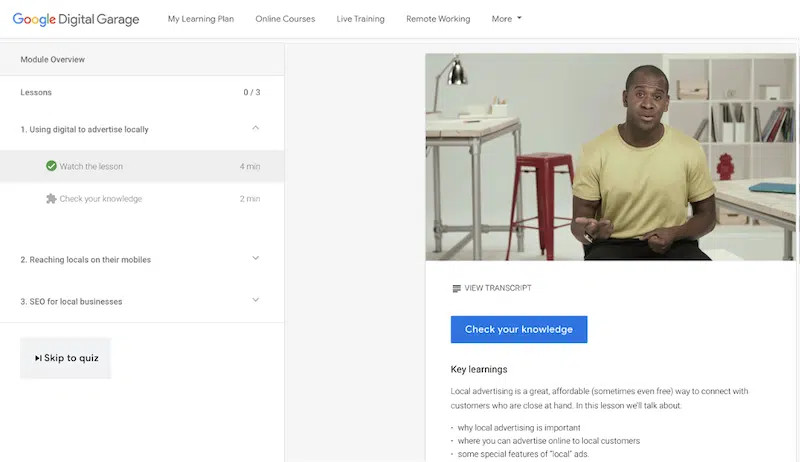 Google Digital Garage
My Learning Plan
Online Courses
Live Training
Remote Working
More
Module Overview
Lessons 0 / 3
1. Using digital to advertise locally
Watch the lesson 4 min
Check your knowledge 2 min
2. Reaching locals on their mobiles
3. SEO for local businesses
Skip to quiz
VIEW TRANSCRIPT
Check your knowledge
Key learnings
Local advertising is a great, affordable (sometimes even free) way to connect with
customers who are close at hand. In this lesson we'll talk about:
· why local advertising is important
· where you can advertise online to local customers
· some special features of "local" ads.